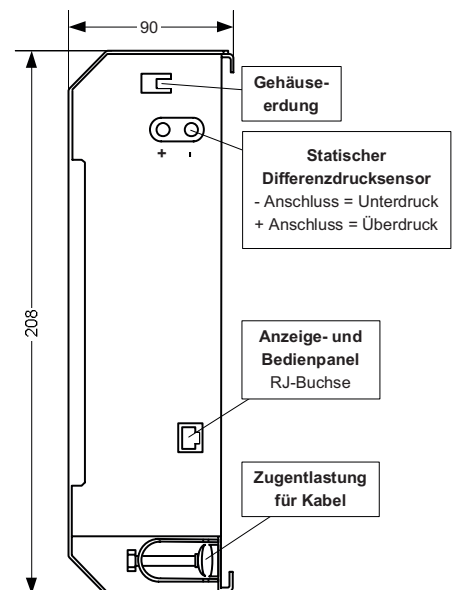 90
Gehäuse-
erdung
+ -
Statischer
Differenzdrucksensor
- Anschluss = Unterdruck
+ Anschluss = Überdruck
208
Anzeige- und
Bedienpanel
RJ-Buchse
Zugentlastung
für Kabel